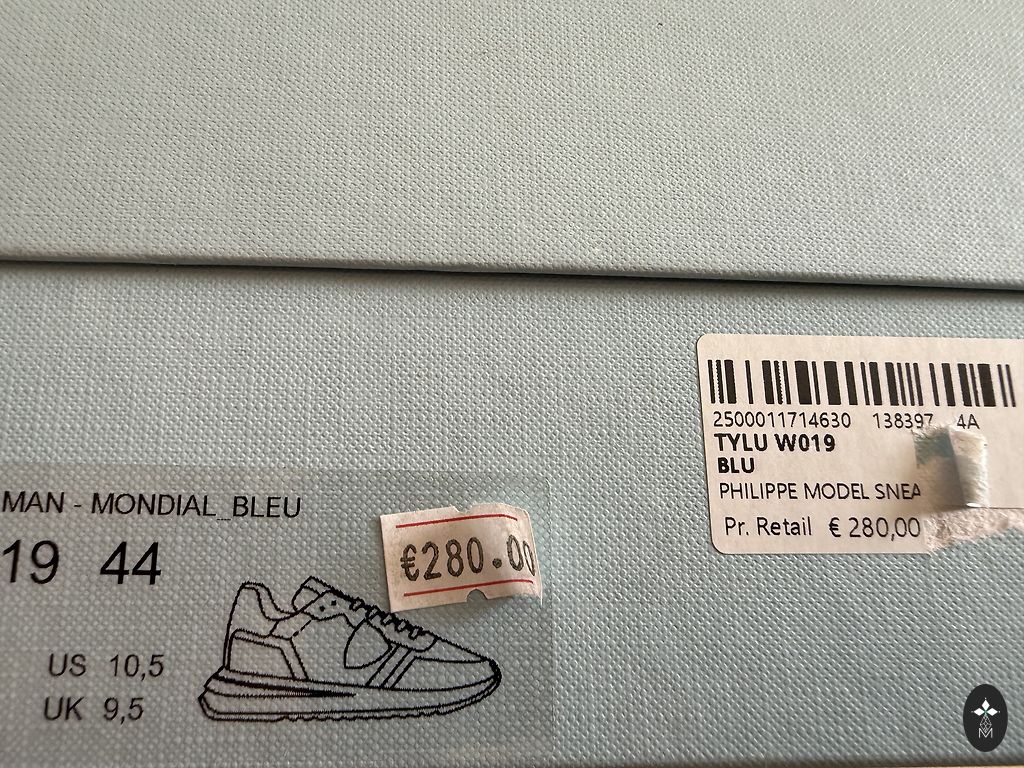 MAN - MONDIAL_BLEU
19 44
US 10,5
UK 9,5
€280.00
2500011714630 138397 4A
TYLU W019
BLU
PHILIPPE MODEL SNEA
Pr. Retail € 280,00
M